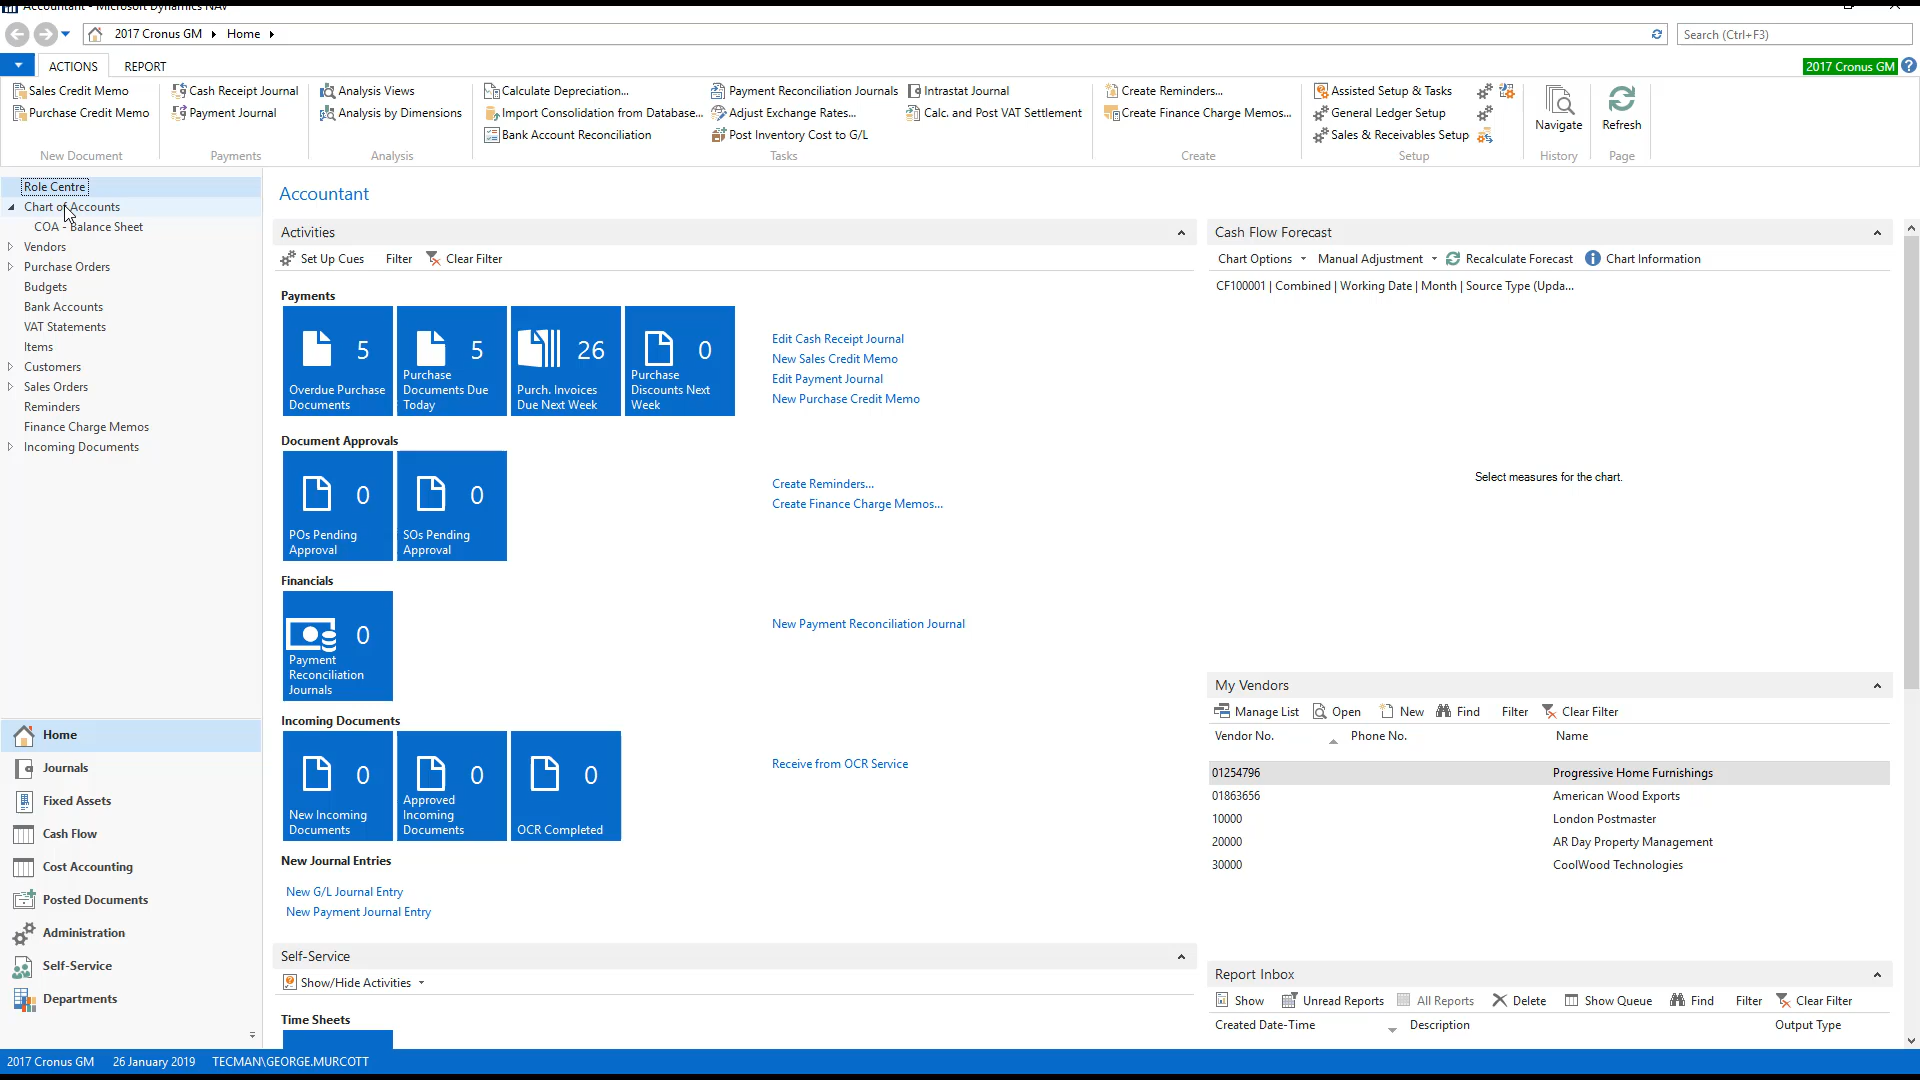 Accountant - Microsoft Dynamics NAV
2017 Cronus GM Home
Search (Ctrl+F3)
ACTIONS REPORT
2017 Cronus GM
Sales Credit Memo
Purchase Credit Memo
New Document
Cash Receipt Journal
Payment Journal
Payments
Analysis Views
Analysis by Dimensions
Analysis
Calculate Depreciation...
Import Consolidation from Database...
Bank Account Reconciliation
Payment Reconciliation Journals
Adjust Exchange Rates...
Post Inventory Cost to G/L
Intrastat Journal
Calc. and Post VAT Settlement
Tasks
Create Reminders...
Create Finance Charge Memos...
Create
Assisted Setup & Tasks
General Ledger Setup
Sales & Receivables Setup
Setup
Navigate
History
Refresh
Page
Role Centre
Chart of Accounts
COA - Balance Sheet
Vendors
Purchase Orders
Budgets
Bank Accounts
VAT Statements
Items
Customers
Sales Orders
Reminders
Finance Charge Memos
Incoming Documents
Home
Journals
Fixed Assets
Cash Flow
Cost Accounting
Posted Documents
Administration
Self-Service
Departments
Accountant
Activities
Set Up Cues Filter Clear Filter
Payments
5
Overdue Purchase
Documents
5
Purchase
Documents Due
Today
26
Purch. Invoices
Due Next Week
0
Purchase
Discounts Next
Week
Edit Cash Receipt Journal
New Sales Credit Memo
Edit Payment Journal
New Purchase Credit Memo
Document Approvals
0
POs Pending
Approval
0
SOs Pending
Approval
Create Reminders...
Create Finance Charge Memos...
Financials
0
Payment
Reconciliation
Journals
New Payment Reconciliation Journal
Incoming Documents
0
New Incoming
Documents
0
Approved
Incoming
Documents
0
OCR Completed
Receive from OCR Service
New Journal Entries
New G/L Journal Entry
New Payment Journal Entry
Self-Service
Show/Hide Activities
Time Sheets
Cash Flow Forecast
Chart Options Manual Adjustment Recalculate Forecast Chart Information
CF100001 | Combined | Working Date | Month | Source Type (Upda...
Select measures for the chart.
My Vendors
Manage List Open New Find Filter Clear Filter
Vendor No. Phone No. Name
01254796 Progressive Home Furnishings
01863656 American Wood Exports
10000 London Postmaster
20000 AR Day Property Management
30000 CoolWood Technologies
Report Inbox
Show Unread Reports All Reports Delete Show Queue Find Filter Clear Filter
Created Date-Time Description Output Type
2017 Cronus GM 26 January 2019 TECMAN\GEORGE.MURCOTT